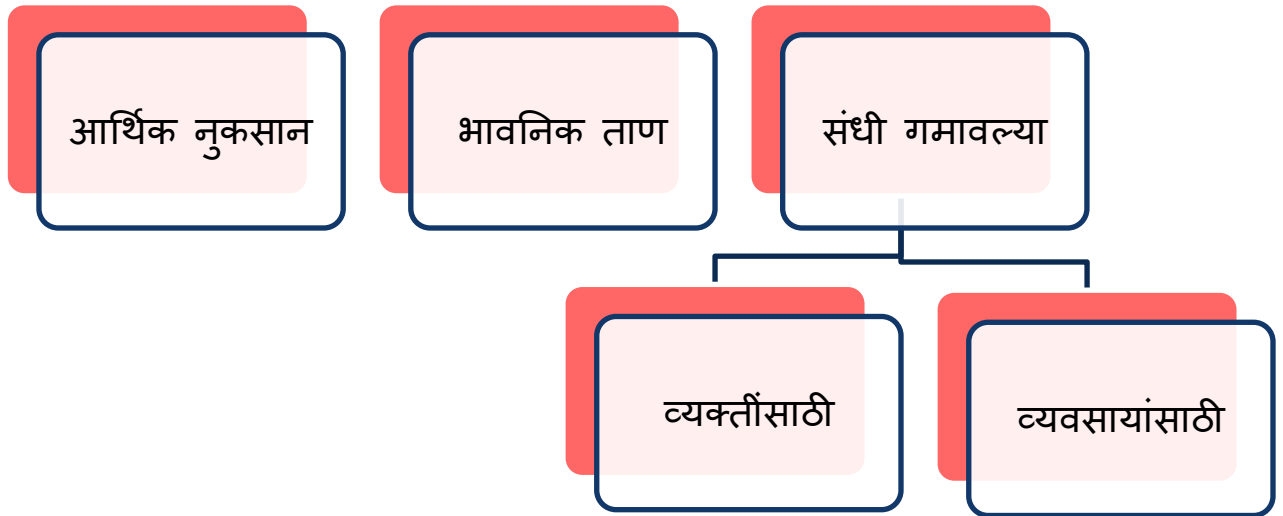 आर्थिक नुकसान
भावनिक ताण
संधी गमावल्या
व्यक्तींसाठी
व्यवसायांसाठी